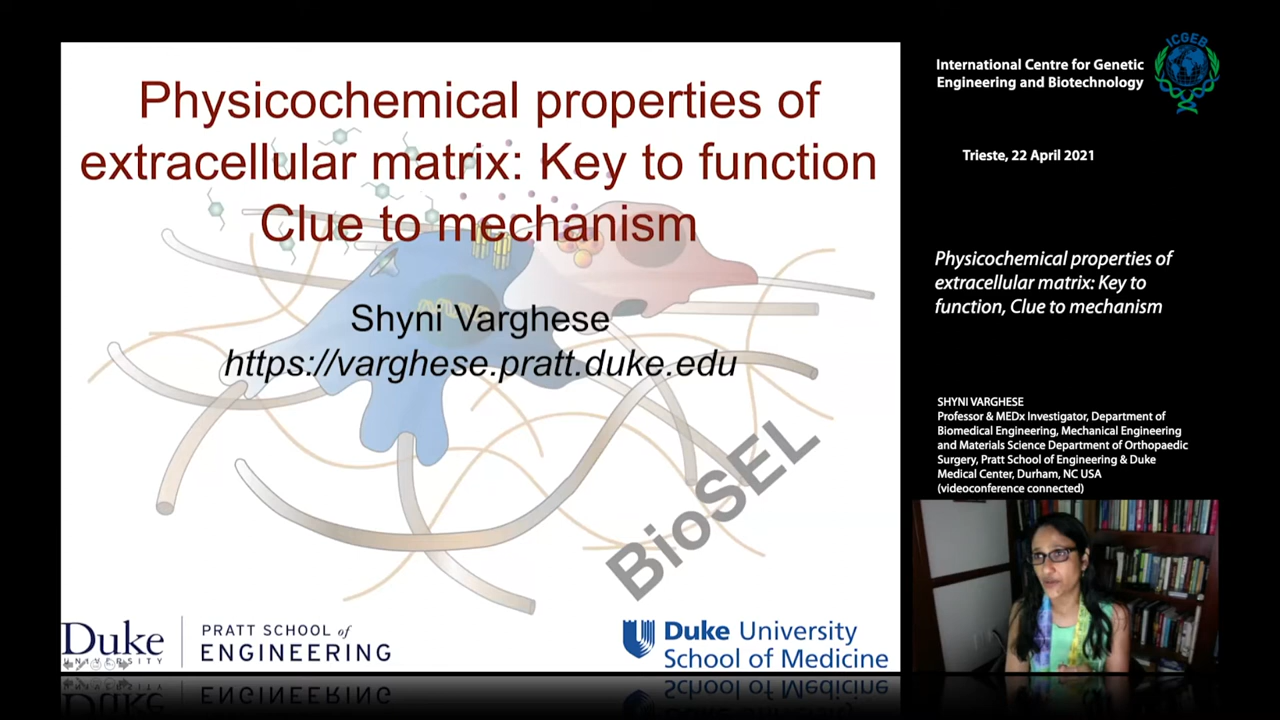 Physicochemical properties of
extracellular matrix: Key to function
Clue to mechanism
Shyni Varghese
https://varghese.pratt.duke.edu
BioSEL
Duke
UNIVERSITY
PRATT SCHOOL of
ENGINEERING
Duke University
School of Medicine
International Centre for Genetic
Engineering and Biotechnology
ICGEB
Trieste, 22 April 2021
Physicochemical properties of
extracellular matrix: Key to
function, Clue to mechanism
SHYNI VARGHESE
Professor & MEDx Investigator, Department of
Biomedical Engineering, Mechanical Engineering
and Materials Science Department of Orthopaedic
Surgery, Pratt School of Engineering & Duke
Medical Center, Durham, NC USA
(videoconference connected)